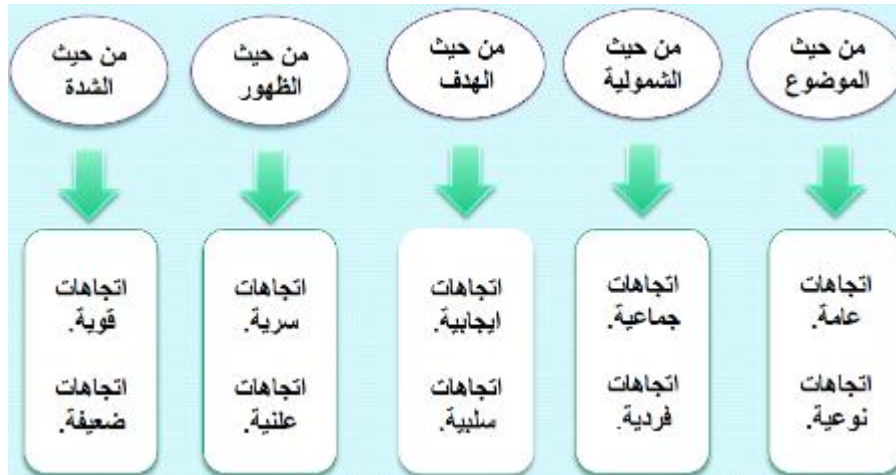 من حيث
الموضوع
من حيث
الشمولية
من حيث
الهدف
من حيث
الظهور
من حيث
الشدة
اتجاهات
عامة.
اتجاهات
نوعية.
اتجاهات
جماعية.
اتجاهات
فردية.
اتجاهات
ايجابية.
اتجاهات
سلبية.
اتجاهات
سرية.
اتجاهات
علنية.
اتجاهات
قوية.
اتجاهات
ضعيفة.